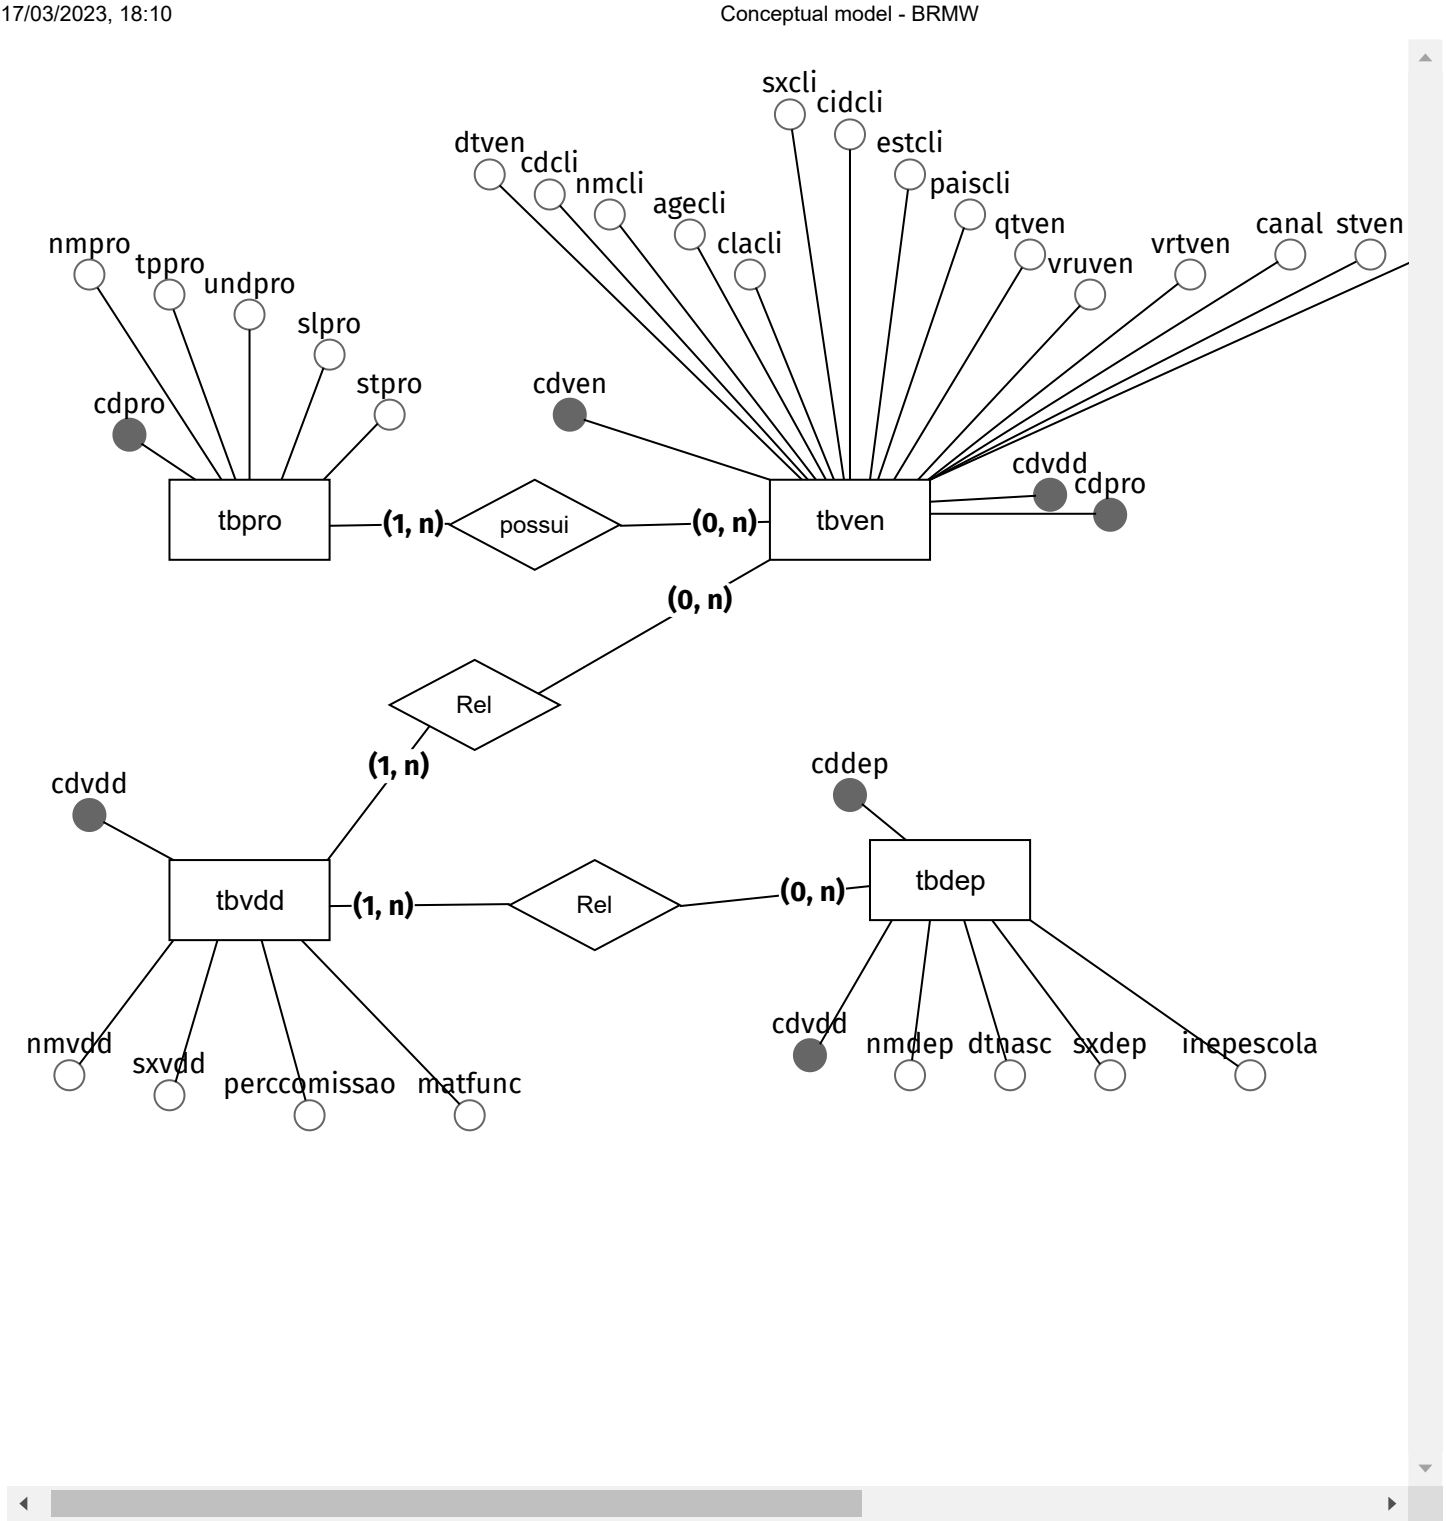 17/03/2023, 18:10
Conceptual model - BRMW
sxcli
cidcli
dtven
estcli
cdcli
nmcli
paiscli
agecli
qtven
canal
stven
nmpro
clacli
vrtven
tppro
vruven
undpro
slpro
stpro
cdven
cdpro
cdvdd
cdpro
tbpro
(1, n)
possui
(0, n)
tbven
(0, n)
Rel
(1, n)
cddep
cdvdd
tbdep
tbvdd
(1, n)
Rel
(0, n)
cdvdd
nmvdd
nmdep
dtnasc
sxdep
inepescola
sxvdd
perccomissao
matfunc